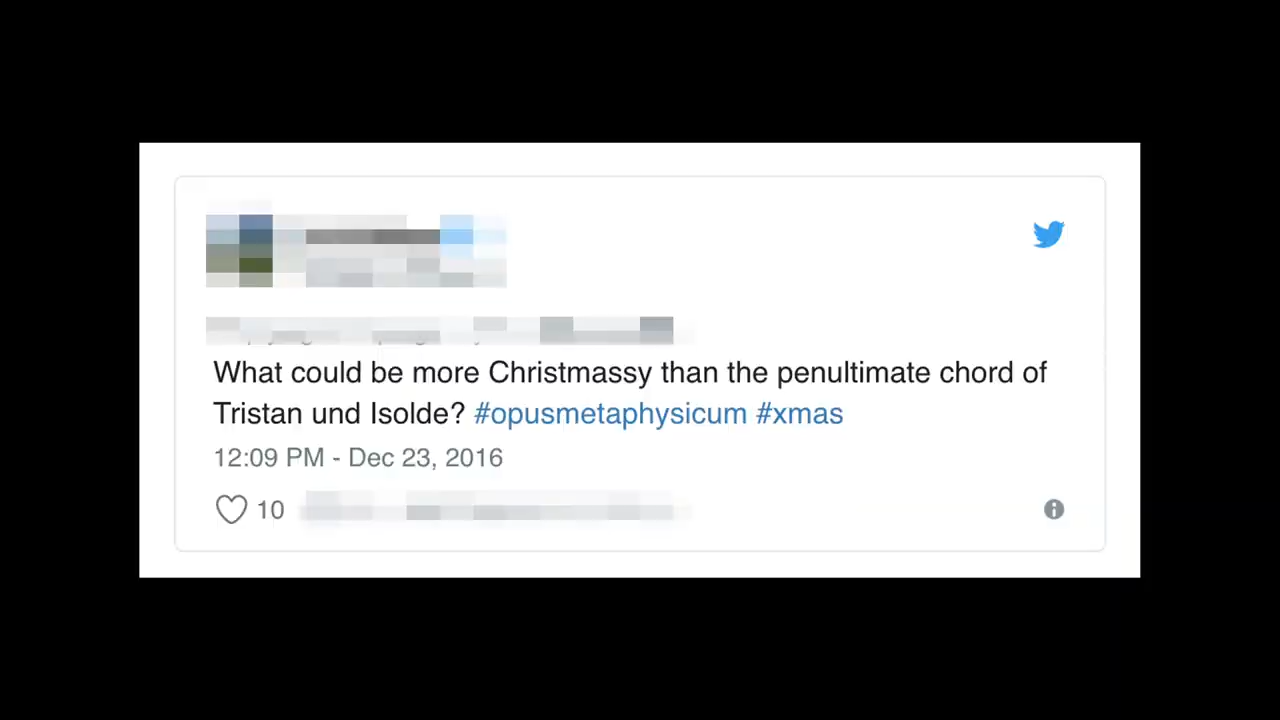 What could be more Christmassy than the penultimate chord of
Tristan und Isolde? #opusmetaphysicum #xmas
12:09 PM - Dec 23, 2016
10